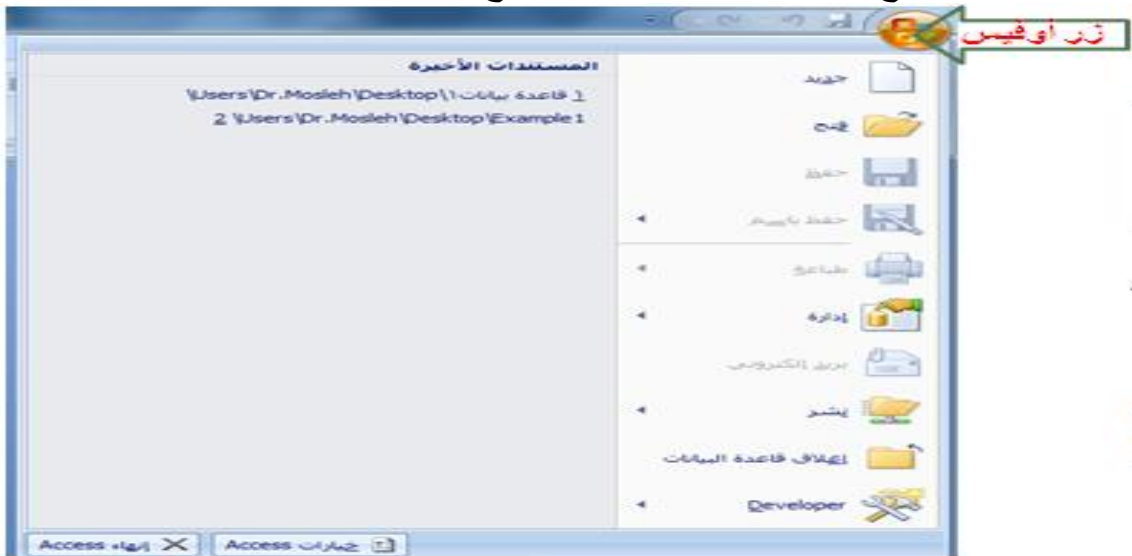 زر أوفيس
جديد
فتح
حفظ
حفظ باسم
طباعة
إدارة
بريد إلكتروني
نشر
إغلاق قاعدة البيانات
Developer
المستندات الأخيرة
1 قاعدة بيانات١\Users\Dr.Mosleh\Desktop\
2 \Users\Dr.Mosleh\Desktop\Example1
خيارات Access
إنهاء Access